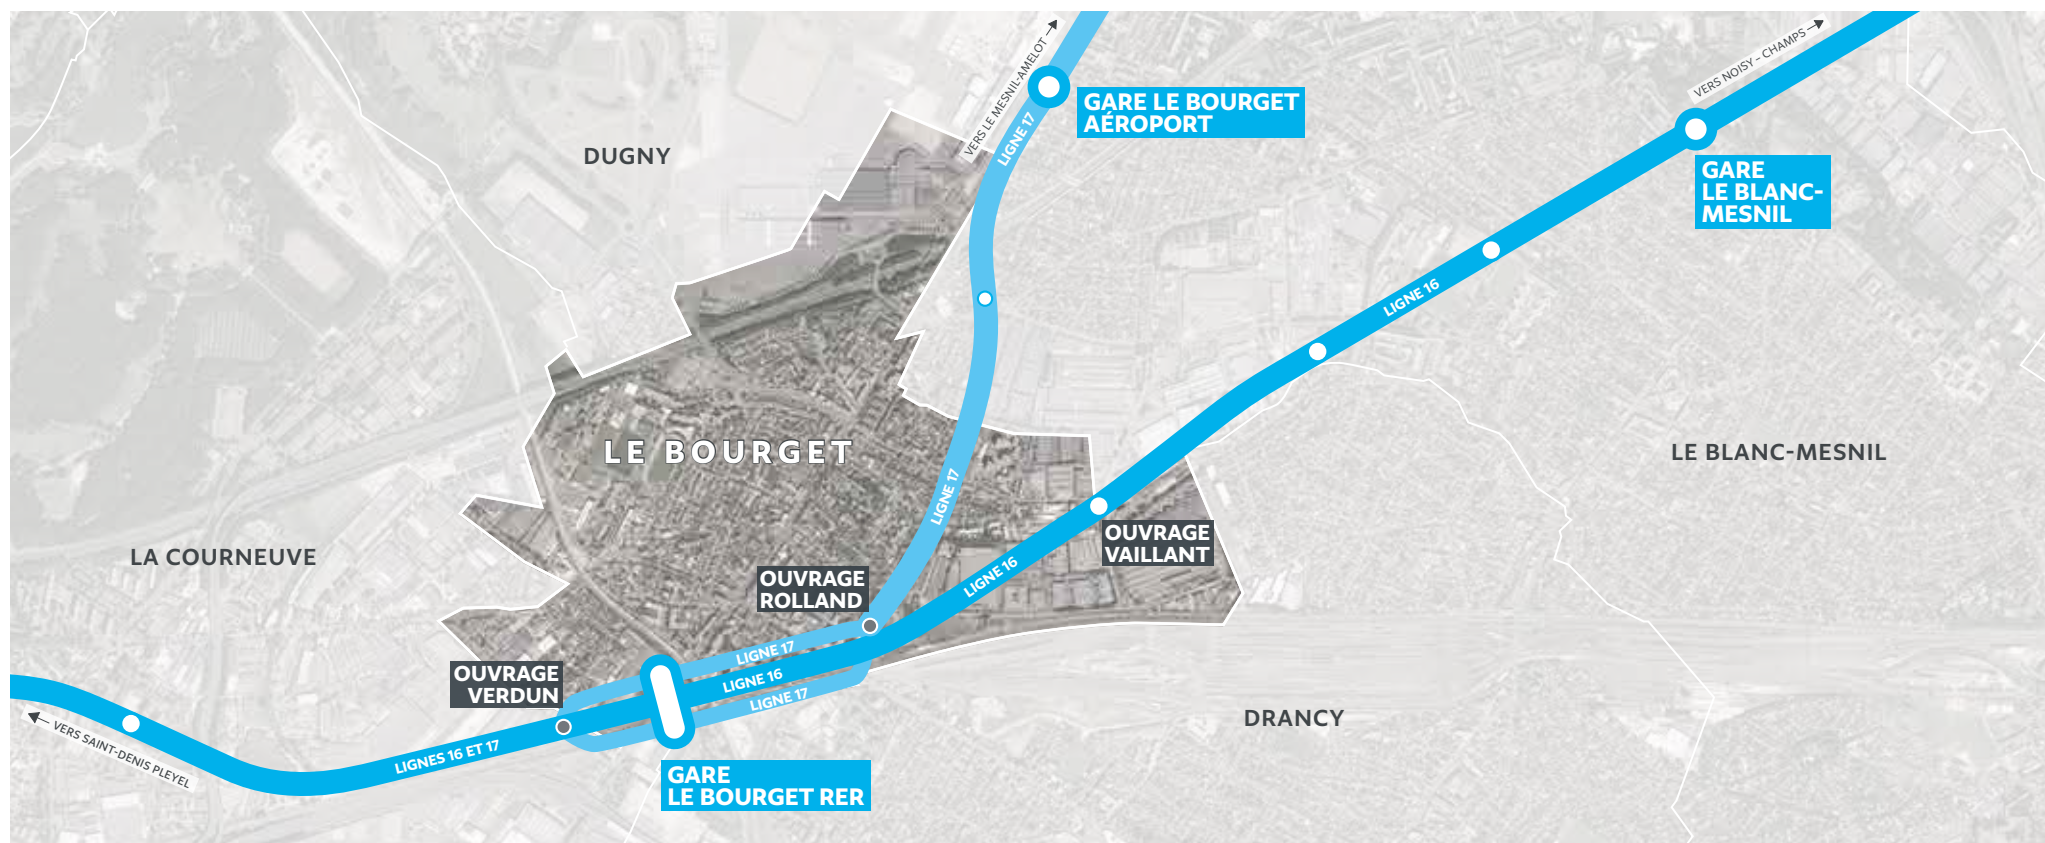 VERS LE MESNIL-AMELOT
VERS NOISY – CHAMPS
GARE LE BOURGET
AÉROPORT
LIGNE 17
DUGNY
GARE
LE BLANC-
MESNIL
LIGNE 16
LE BOURGET
LE BLANC-MESNIL
LIGNE 17
OUVRAGE
VAILLANT
LA COURNEUVE
LIGNE 16
OUVRAGE
ROLLAND
LIGNE 17
OUVRAGE
VERDUN
LIGNE 16
LIGNE 17
DRANCY
VERS SAINT-DENIS PLEYEL
LIGNES 16 ET 17
GARE
LE BOURGET RER